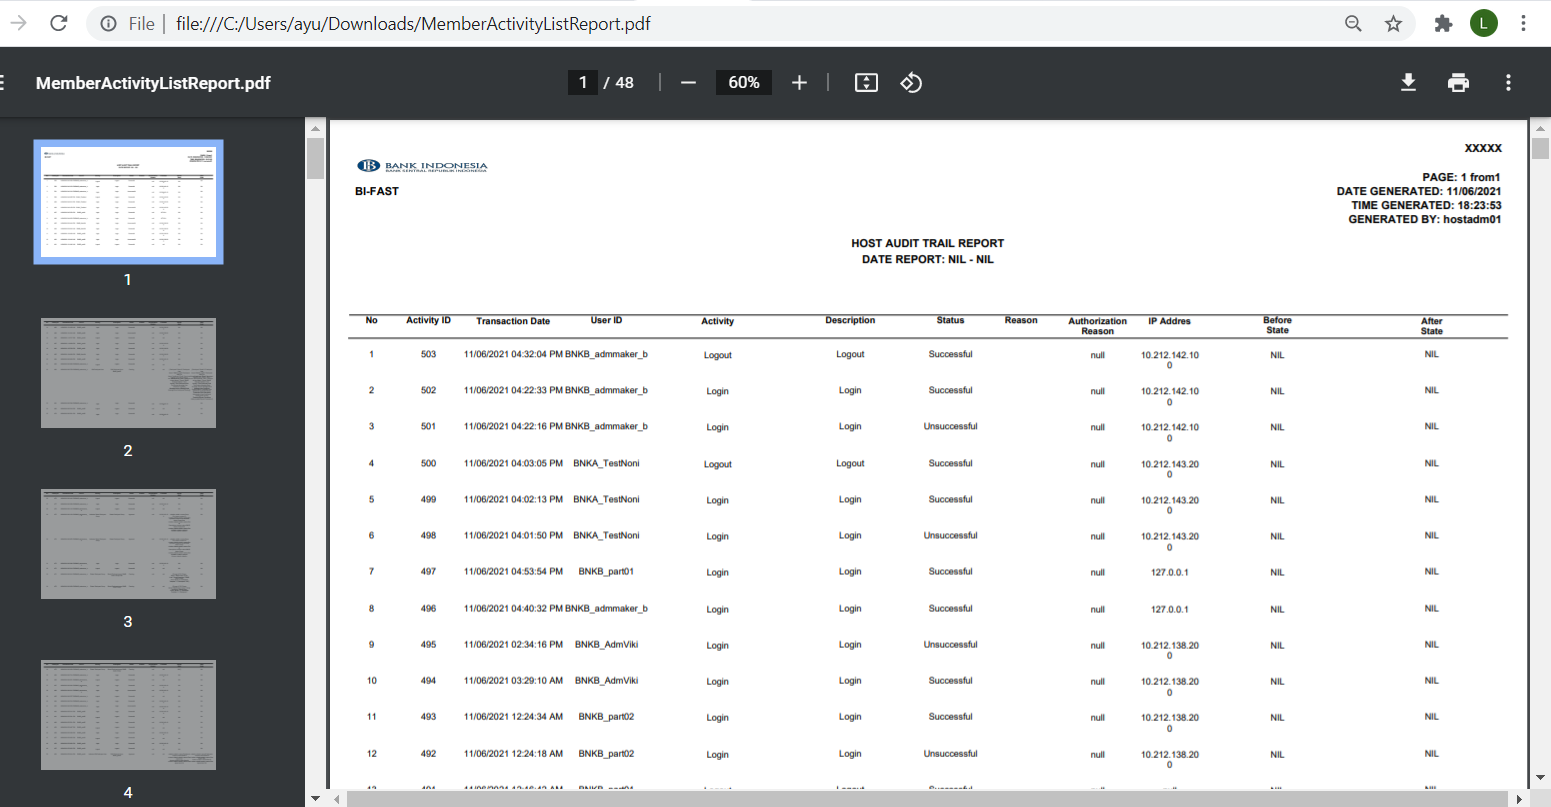 File file:///C:/Users/ayu/Downloads/MemberActivityListReport.pdf
L
MemberActivityListReport.pdf
1 / 48
60%
1
2
3
4
BANK INDONESIA
BANK SENTRAL REPUBLIK INDONESIA
BI-FAST
XXXXX
PAGE: 1 from1
DATE GENERATED: 11/06/2021
TIME GENERATED: 18:23:53
GENERATED BY: hostadm01
HOST AUDIT TRAIL REPORT
DATE REPORT: NIL - NIL
No Activity ID Transaction Date User ID Activity Description Status Reason Authorization Reason IP Addres Before State After State
1 503 11/06/2021 04:32:04 PM BNKB_admmaker_b Logout Logout Successful null 10.212.142.10 NIL NIL
0
2 502 11/06/2021 04:22:33 PM BNKB_admmaker_b Login Login Successful null 10.212.142.10 NIL NIL
0
3 501 11/06/2021 04:22:16 PM BNKB_admmaker_b Login Login Unsuccessful null 10.212.142.10 NIL NIL
0
4 500 11/06/2021 04:03:05 PM BNKA_TestNoni Logout Logout Successful null 10.212.143.20 NIL NIL
0
5 499 11/06/2021 04:02:13 PM BNKA_TestNoni Login Login Successful null 10.212.143.20 NIL NIL
0
6 498 11/06/2021 04:01:50 PM BNKA_TestNoni Login Login Unsuccessful null 10.212.143.20 NIL NIL
0
7 497 11/06/2021 04:53:54 PM BNKB_part01 Login Login Successful null 127.0.0.1 NIL NIL
8 496 11/06/2021 04:40:32 PM BNKB_admmaker_b Login Login Successful null 127.0.0.1 NIL NIL
9 495 11/06/2021 02:34:16 PM BNKB_AdmViki Login Login Unsuccessful null 10.212.138.20 NIL NIL
0
10 494 11/06/2021 03:29:10 AM BNKB_AdmViki Login Login Successful null 10.212.138.20 NIL NIL
0
11 493 11/06/2021 12:24:34 AM BNKB_part02 Login Login Successful null 10.212.138.20 NIL NIL
0
12 492 11/06/2021 12:24:18 AM BNKB_part02 Login Login Unsuccessful null 10.212.138.20 NIL NIL
0